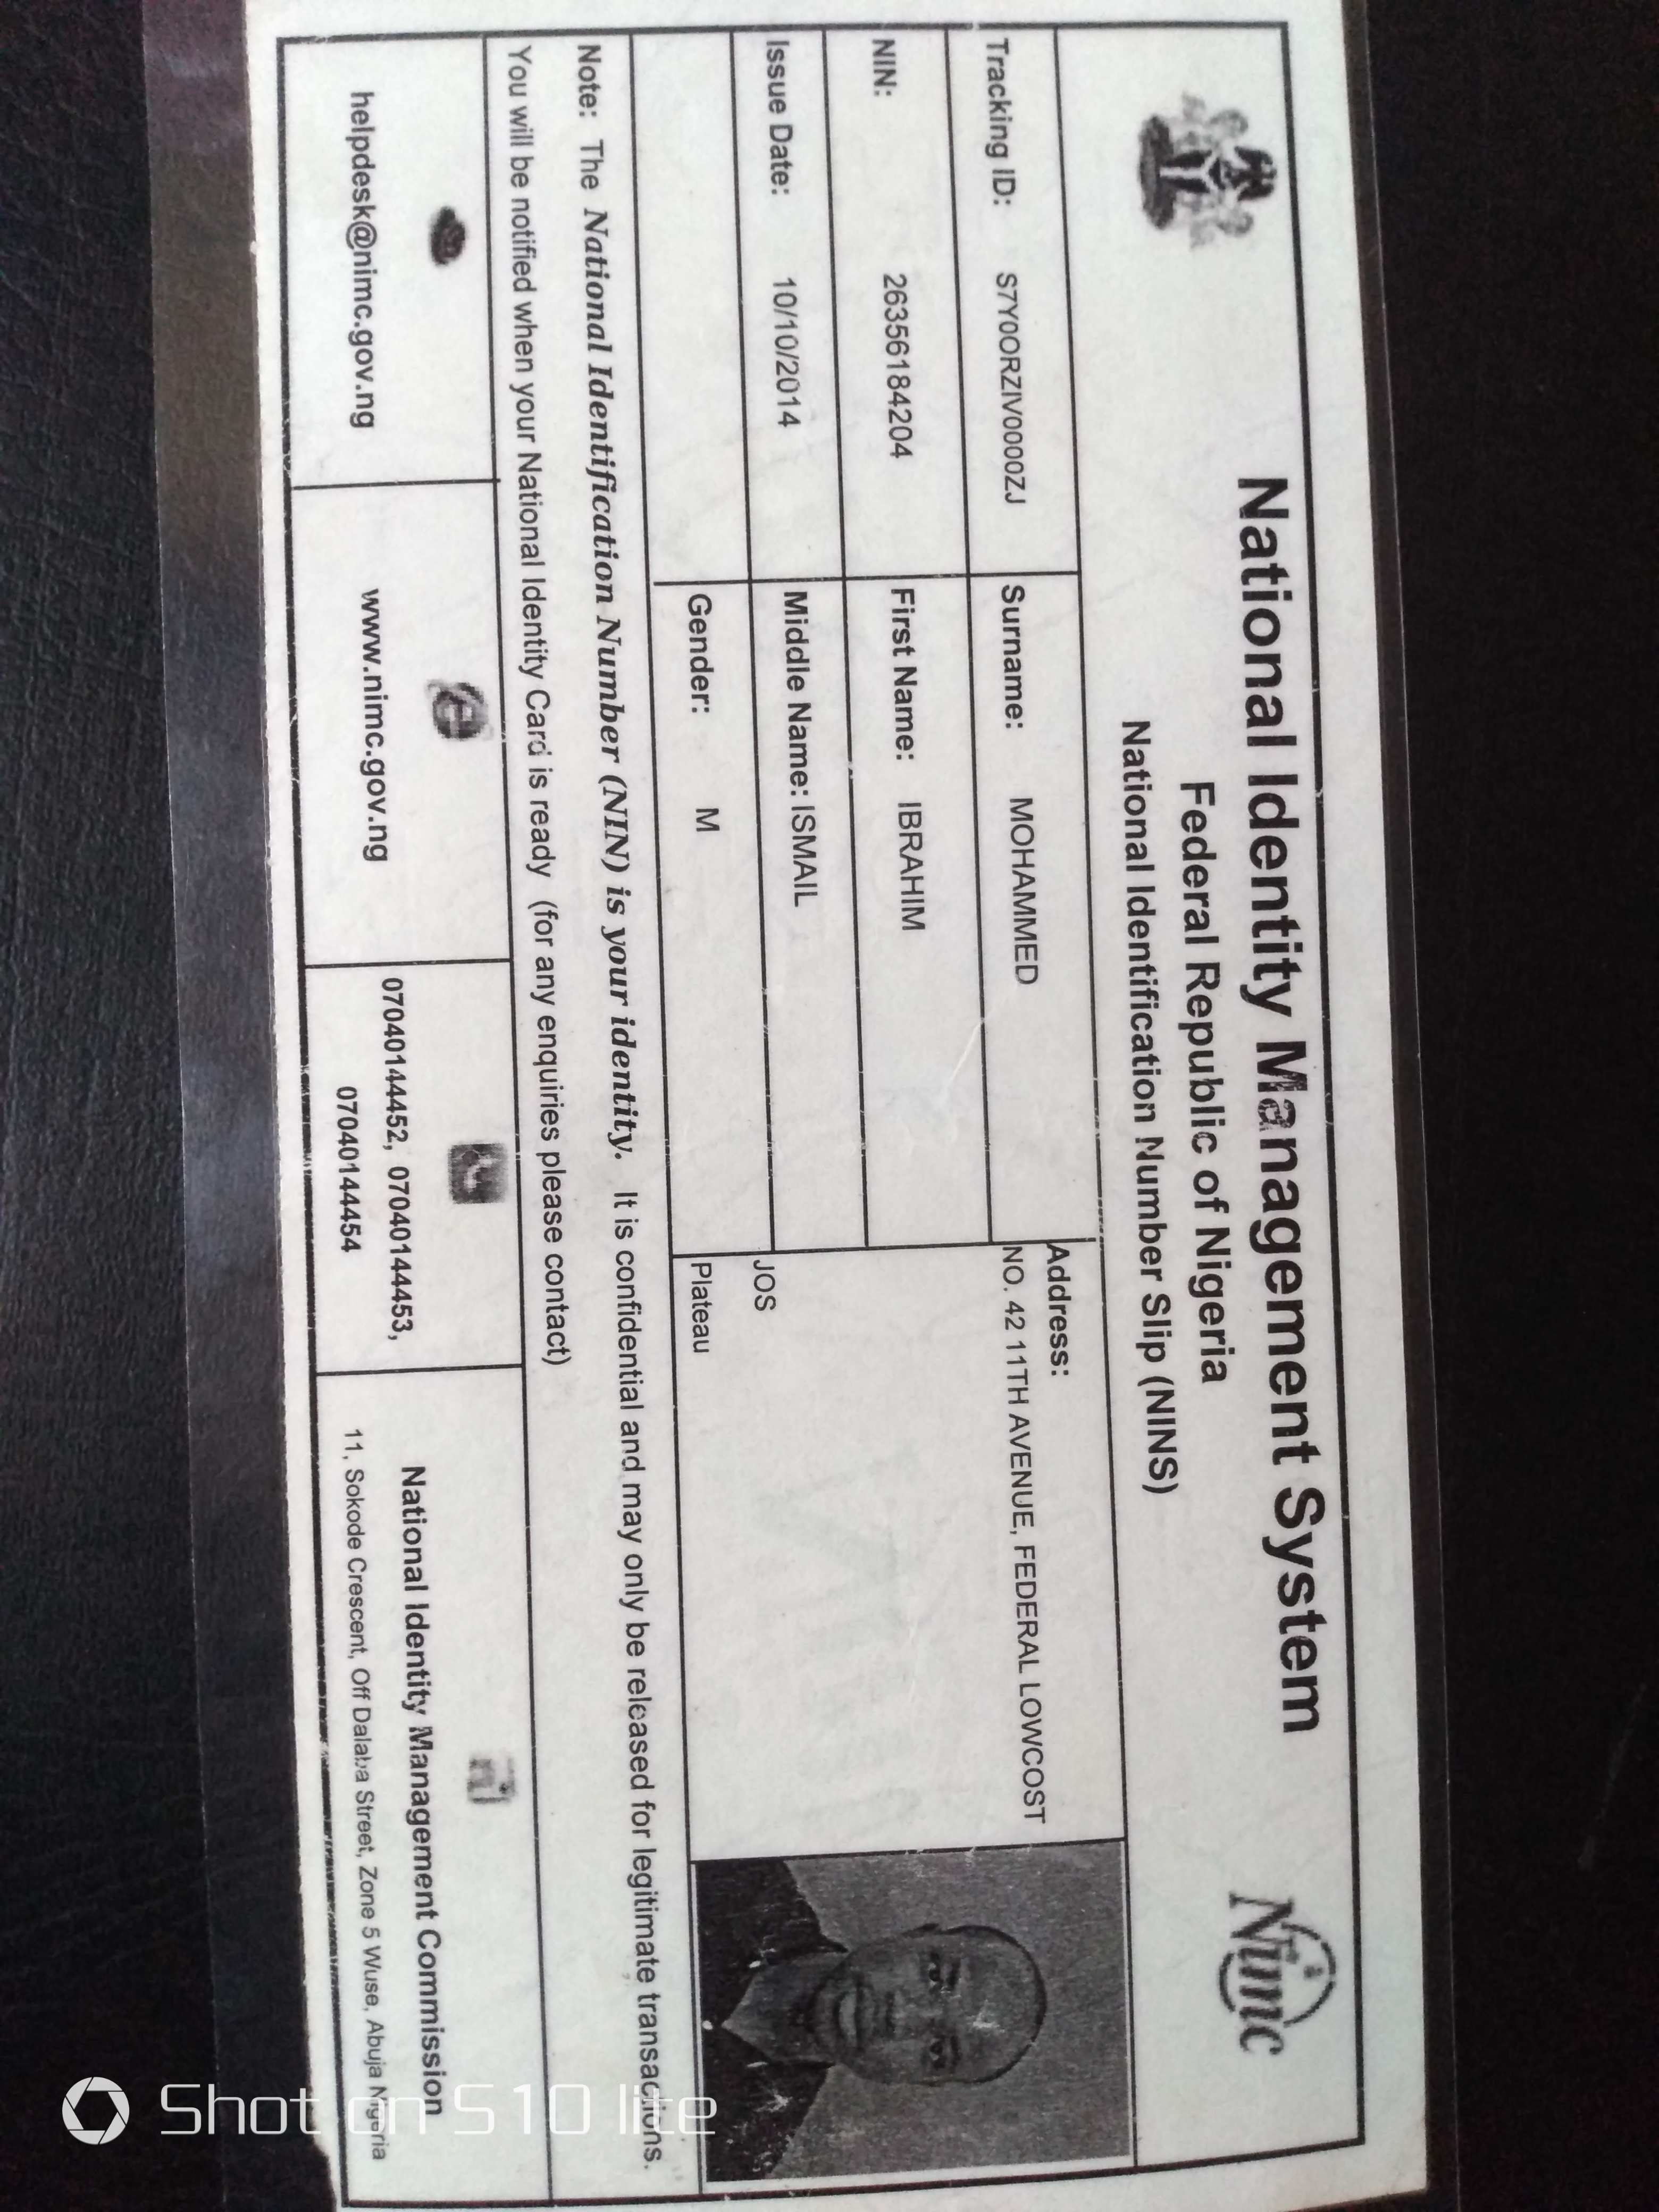 National Identity Management System
Federal Republic of Nigeria
National Identification Number Slip (NINS)
Nimc
Tracking ID: S7Y0ORZIV0000ZJ
Surname: MOHAMMED
Address:
NO. 42 11TH AVENUE, FEDERAL LOWCOST
NIN: 26356184204
First Name: IBRAHIM
Issue Date: 10/10/2014
Middle Name: ISMAIL
JOS
Gender: M
Plateau
Note: The National Identification Number (NIN) is your identity. It is confidential and may only be released for legitimate transactions.
You will be notified when your National Identity Card is ready (for any enquiries please contact)
helpdesk@nimc.gov.ng
www.nimc.gov.ng
07040144452, 07040144453,
07040144454
National Identity Management Commission
11, Sokode Crescent, Off Dalaba Street, Zone 5 Wuse, Abuja Nigeria
Shot on S10 lite